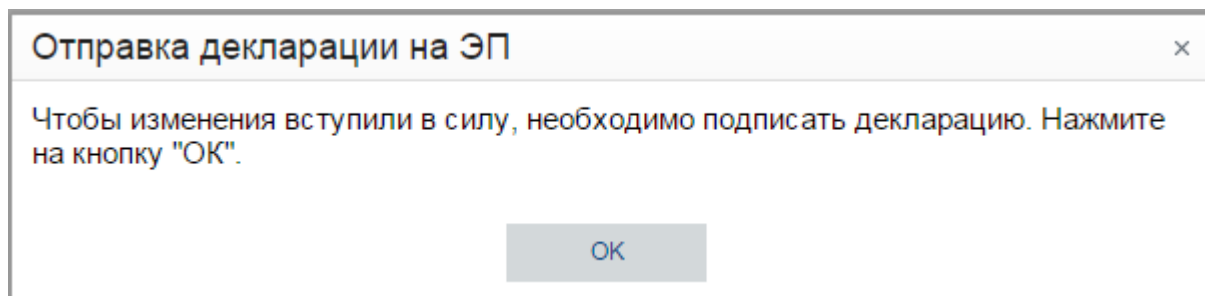 Отправка декларации на ЭП
Чтобы изменения вступили в силу, необходимо подписать декларацию. Нажмите
на кнопку "ОК".
OK